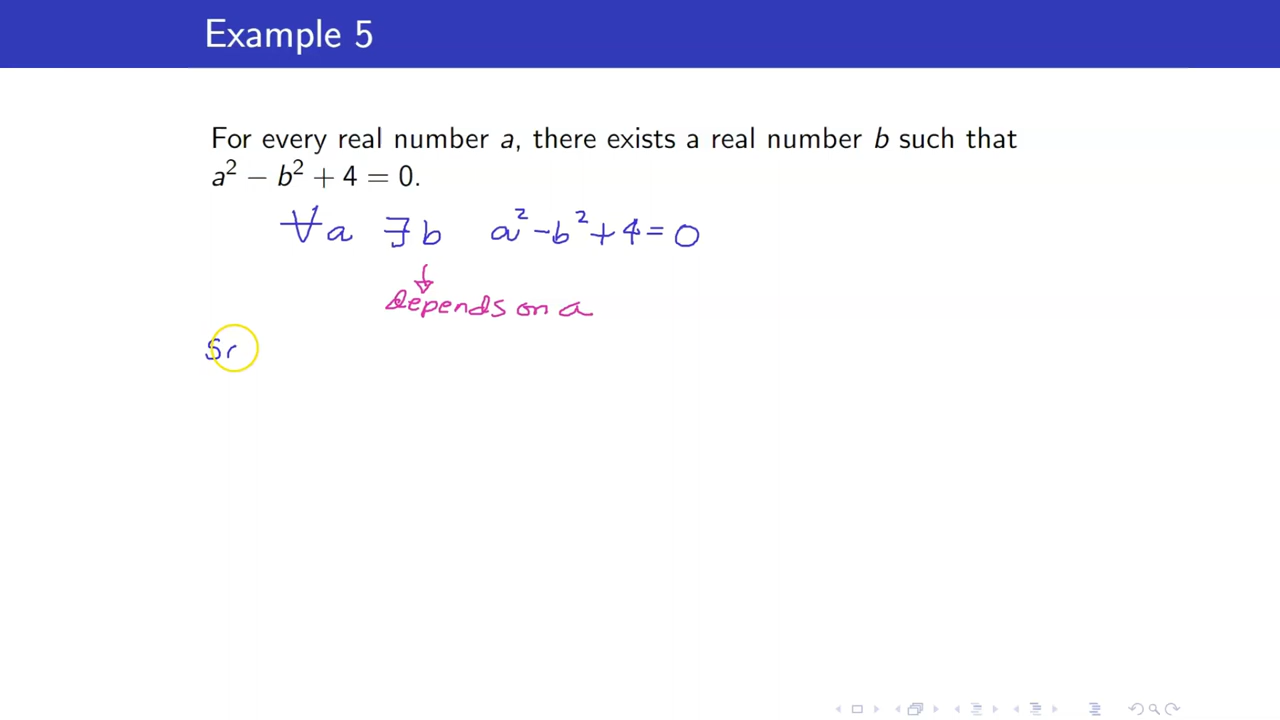 Example 5
For every real number a, there exists a real number b such that
a² − b² + 4 = 0.
∀a ∃b a²-b²+4=0
depends on a